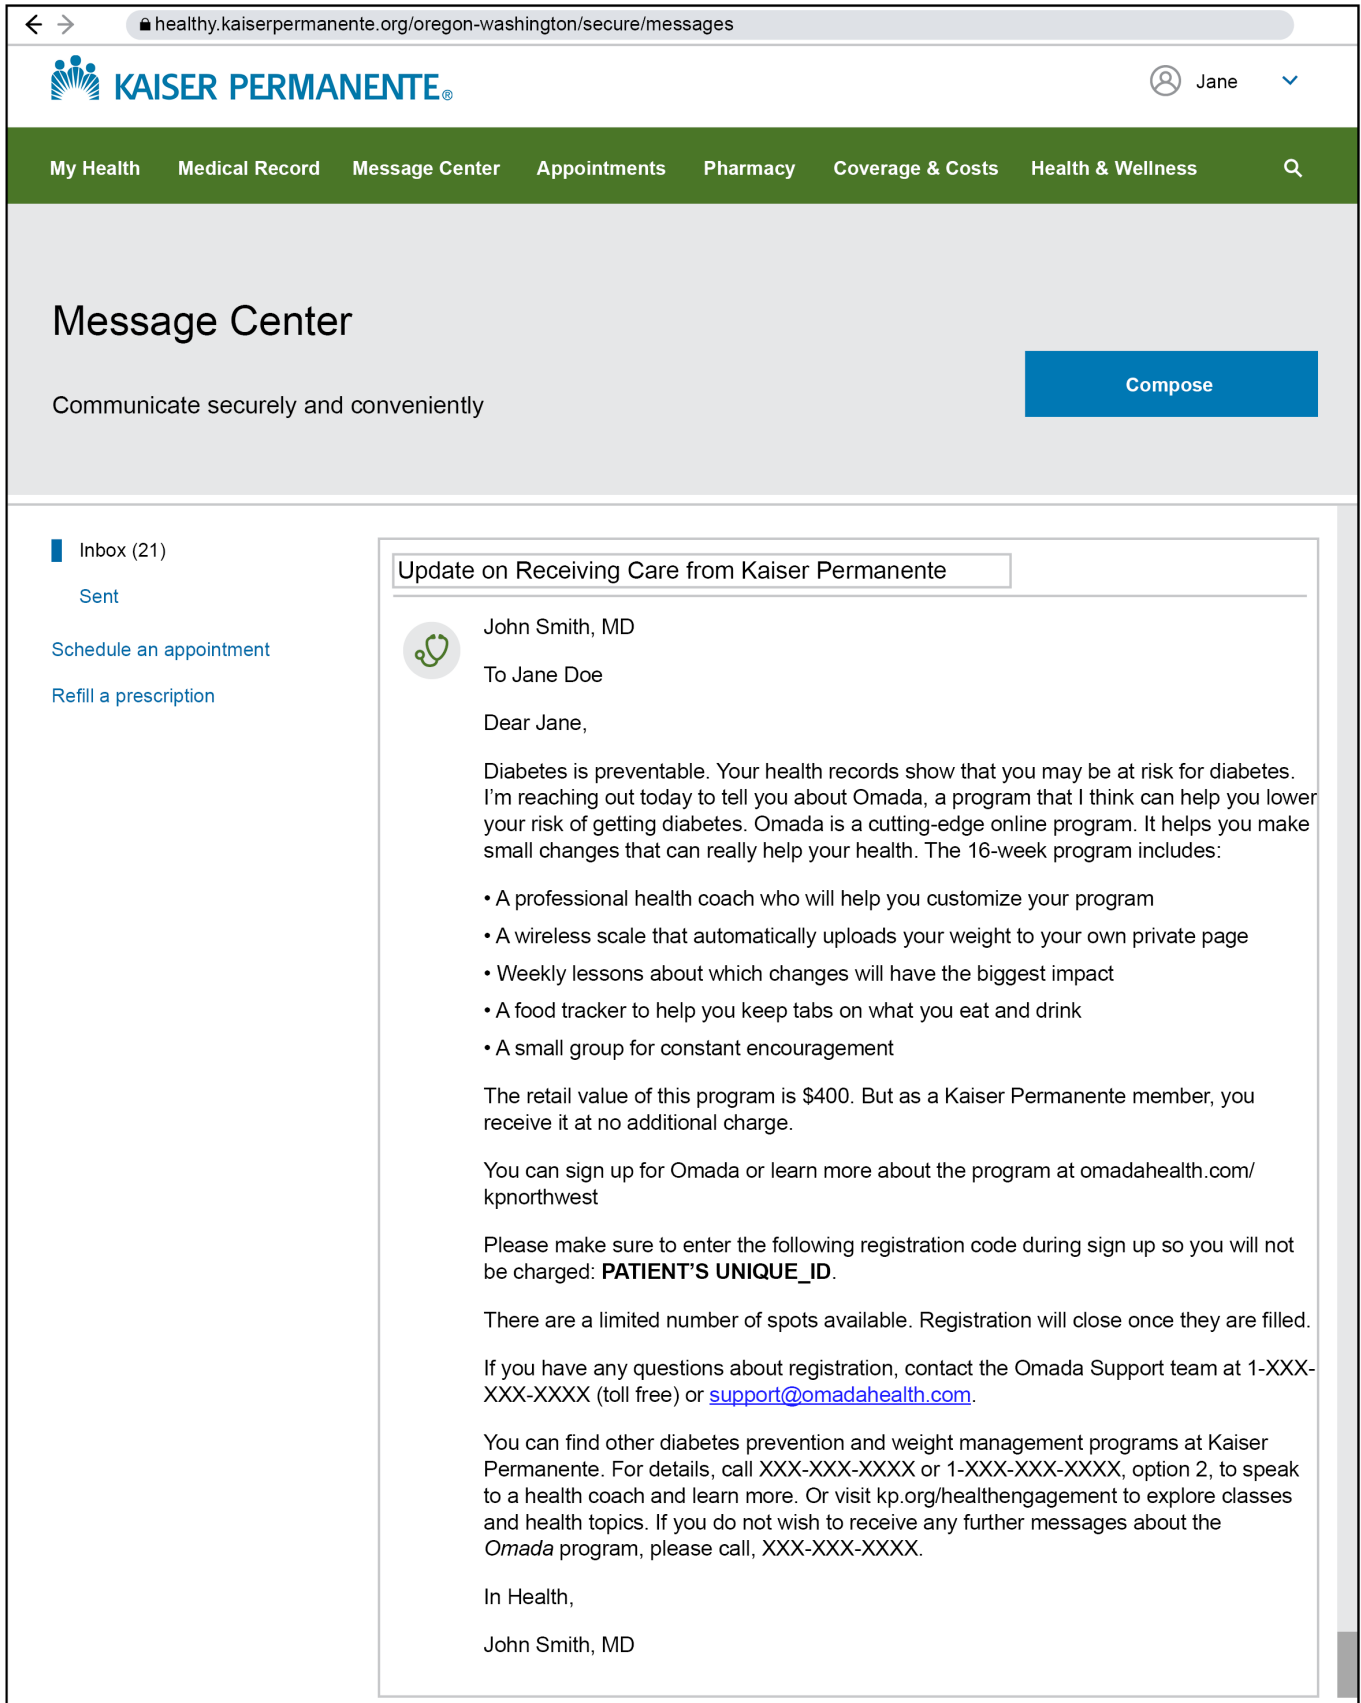 healthy.kaiserpermanente.org/oregon-washington/secure/messages
KAISER PERMANENTE®
Jane
My Health Medical Record Message Center Appointments Pharmacy Coverage & Costs Health & Wellness
Message Center
Communicate securely and conveniently
Compose
Inbox (21)
Sent
Schedule an appointment
Refill a prescription
Update on Receiving Care from Kaiser Permanente
John Smith, MD
To Jane Doe
Dear Jane,
Diabetes is preventable. Your health records show that you may be at risk for diabetes.
I’m reaching out today to tell you about Omada, a program that I think can help you lower
your risk of getting diabetes. Omada is a cutting-edge online program. It helps you make
small changes that can really help your health. The 16-week program includes:
• A professional health coach who will help you customize your program
• A wireless scale that automatically uploads your weight to your own private page
• Weekly lessons about which changes will have the biggest impact
• A food tracker to help you keep tabs on what you eat and drink
• A small group for constant encouragement
The retail value of this program is $400. But as a Kaiser Permanente member, you
receive it at no additional charge.
You can sign up for Omada or learn more about the program at omadahealth.com/
kpnorthwest
Please make sure to enter the following registration code during sign up so you will not
be charged: PATIENT’S UNIQUE_ID.
There are a limited number of spots available. Registration will close once they are filled.
If you have any questions about registration, contact the Omada Support team at 1-XXX-
XXX-XXXX (toll free) or support@omadahealth.com.
You can find other diabetes prevention and weight management programs at Kaiser
Permanente. For details, call XXX-XXX-XXXX or 1-XXX-XXX-XXXX, option 2, to speak
to a health coach and learn more. Or visit kp.org/healthengagement to explore classes
and health topics. If you do not wish to receive any further messages about the
Omada program, please call, XXX-XXX-XXXX.
In Health,
John Smith, MD